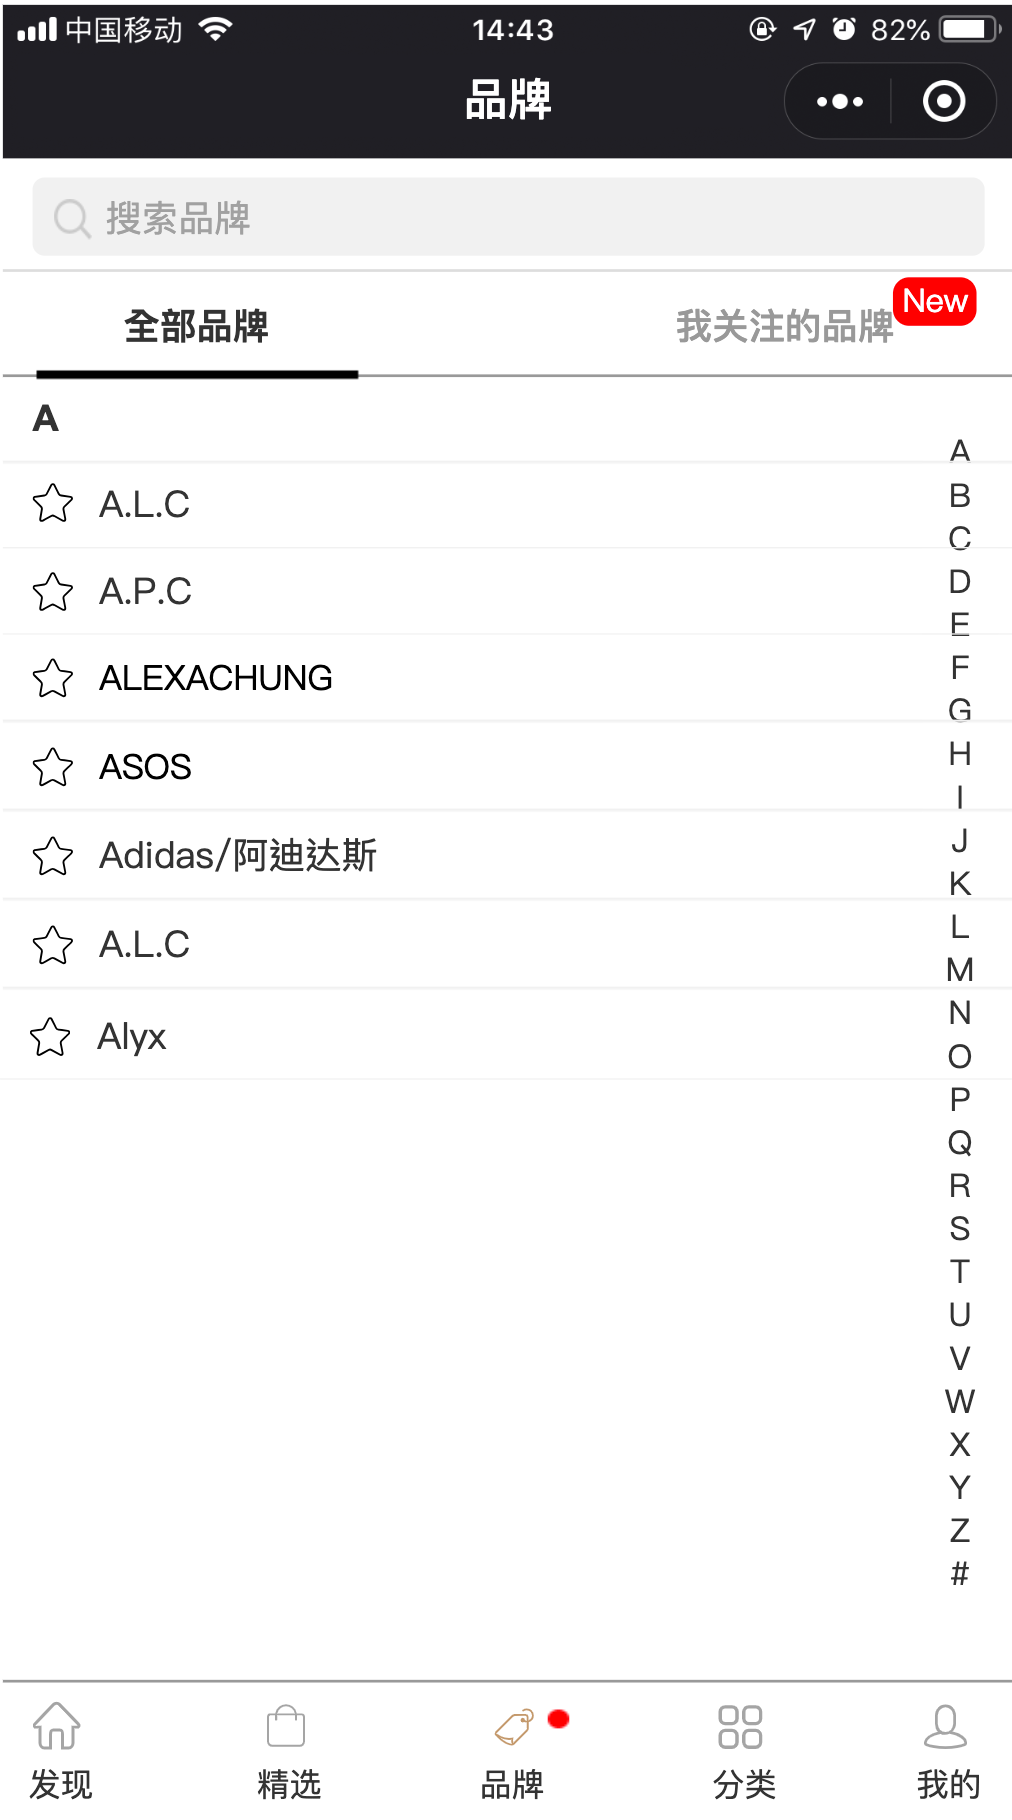 中国移动 14:43 82%
品牌
搜索品牌
全部品牌 我关注的品牌 New
A
A.L.C
A.P.C
ALEXACHUNG
ASOS
Adidas/阿迪达斯
A.L.C
Alyx
A
B
C
D
E
F
G
H
I
J
K
L
M
N
O
P
Q
R
S
T
U
V
W
X
Y
Z
#
发现 精选 品牌 分类 我的